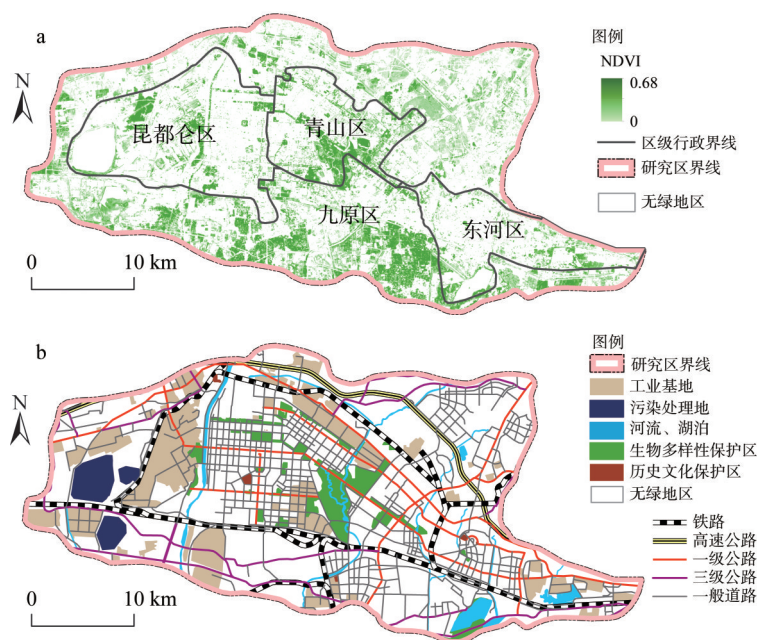 a
图例
NDVI
0.68
0
区级行政界线
研究区界线
无绿地区
N
昆都仑区
青山区
九原区
东河区
0 10 km
b
图例
研究区界线
工业基地
污染处理地
河流、湖泊
生物多样性保护区
历史文化保护区
无绿地区
铁路
高速公路
一级公路
三级公路
一般道路
N
0 10 km